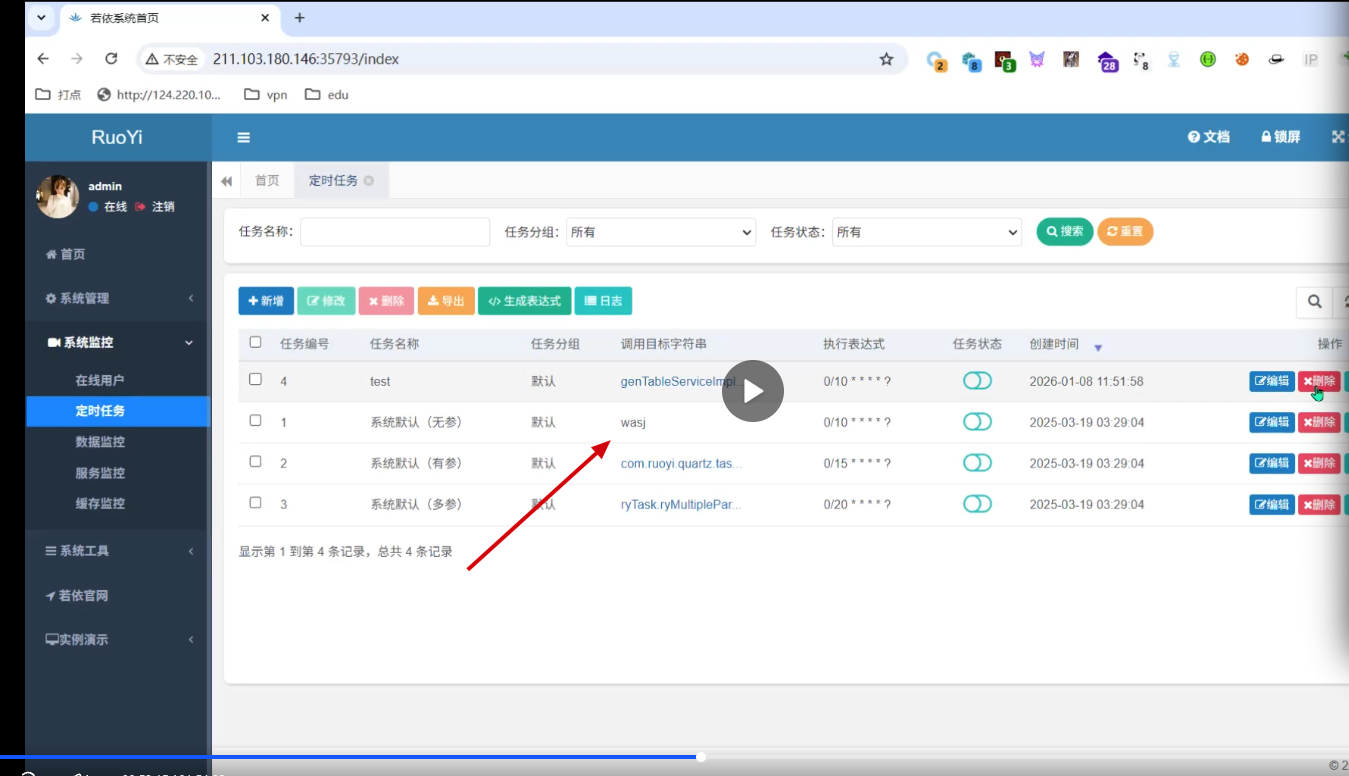 若依系统首页
不安全 211.103.180.146:35793/index
2 8 3 28 8 IP
打点 http://124.220.10... vpn edu
RuoYi
文档 锁屏
admin
在线 注销
首页 定时任务
任务名称： 任务分组： 所有 任务状态： 所有 搜索 重置
首页
系统管理
系统监控
在线用户
定时任务
数据监控
服务监控
缓存监控
系统工具
若依官网
实例演示
新增 修改 删除 导出 生成表达式 日志
任务编号 任务名称 任务分组 调用目标字符串 执行表达式 任务状态 创建时间 操作
4 test 默认 genTableServiceImpl... 0/10 * * * * ? 2026-01-08 11:51:58 编辑 删除
1 系统默认（无参） 默认 wasj 0/10 * * * * ? 2025-03-19 03:29:04 编辑 删除
2 系统默认（有参） 默认 com.ruoyi.quartz.tas... 0/15 * * * * ? 2025-03-19 03:29:04 编辑 删除
3 系统默认（多参） 默认 ryTask.ryMultiplePar... 0/20 * * * * ? 2025-03-19 03:29:04 编辑 删除
显示第 1 到第 4 条记录，总共 4 条记录
© 2